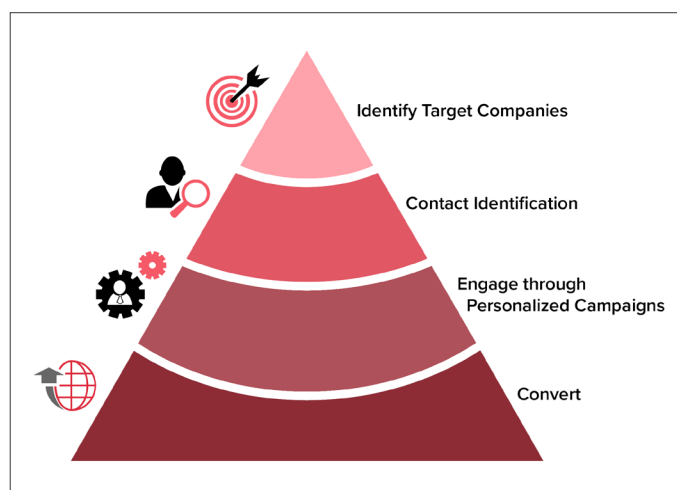 Identify Target Companies
Contact Identification
Engage through
Personalized Campaigns
Convert